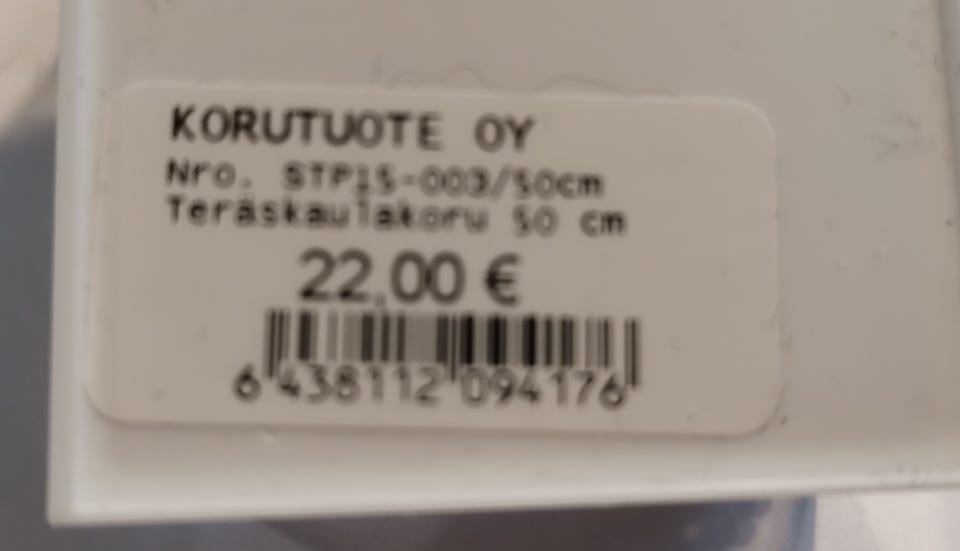 KORUTUOTE OY
Nro. STP15-003/50cm
Teräskaulakoru 50 cm
22,00 €
6 438112 094176